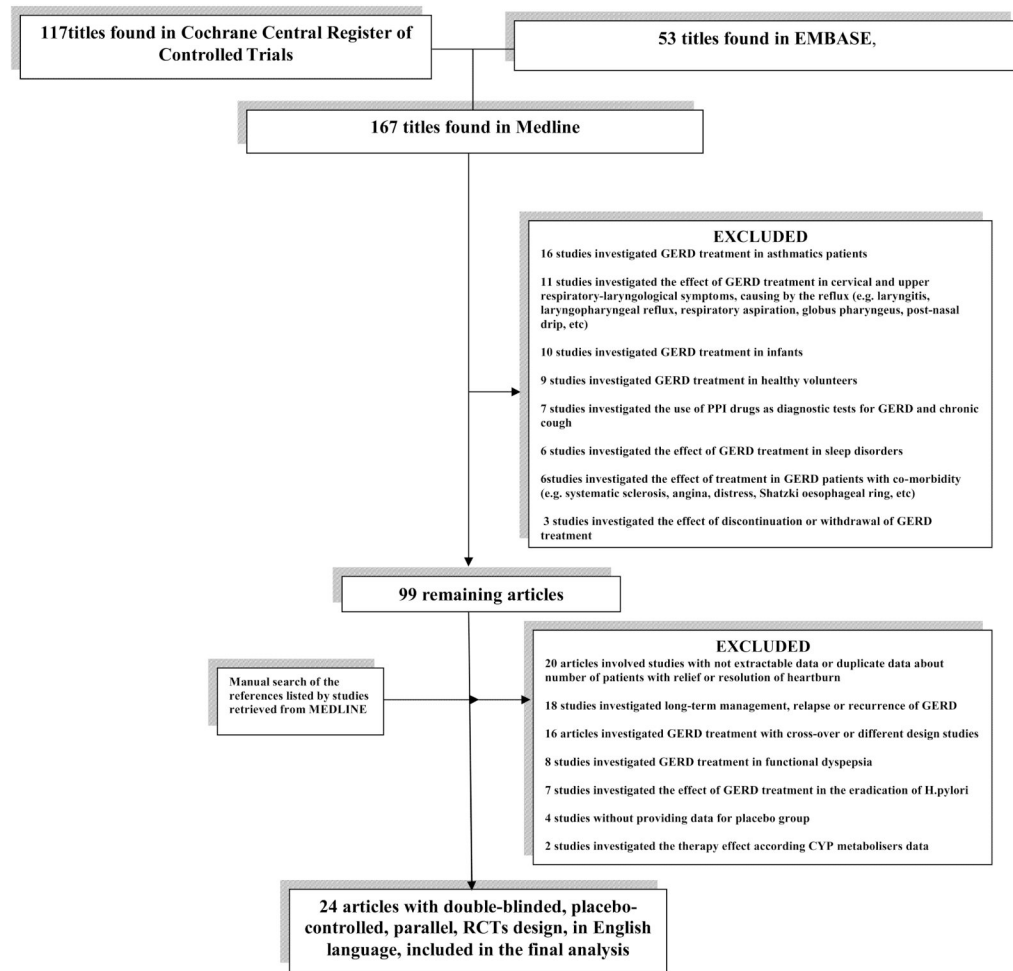 117titles found in Cochrane Central Register of
Controlled Trials
53 titles found in EMBASE,
167 titles found in Medline
EXCLUDED
16 studies investigated GERD treatment in asthmatics patients
11 studies investigated the effect of GERD treatment in cervical and upper
respiratory-laryngological symptoms, causing by the reflux (e.g. laryngitis,
laryngopharyngeal reflux, respiratory aspiration, globus pharyngeus, post-nasal
drip, etc)
10 studies investigated GERD treatment in infants
9 studies investigated GERD treatment in healthy volunteers
7 studies investigated the use of PPI drugs as diagnostic tests for GERD and chronic
cough
6 studies investigated the effect of GERD treatment in sleep disorders
6studies investigated the effect of treatment in GERD patients with co-morbidity
(e.g. systematic sclerosis, angina, distress, Shatzki oesophageal ring, etc)
3 studies investigated the effect of discontinuation or withdrawal of GERD
treatment
99 remaining articles
Manual search of the
references listed by studies
retrieved from MEDLINE
EXCLUDED
20 articles involved studies with not extractable data or duplicate data about
number of patients with relief or resolution of heartburn
18 studies investigated long-term management, relapse or recurrence of GERD
16 articles investigated GERD treatment with cross-over or different design studies
8 studies investigated GERD treatment in functional dyspepsia
7 studies investigated the effect of GERD treatment in the eradication of H.pylori
4 studies without providing data for placebo group
2 studies investigated the therapy effect according CYP metabolisers data
24 articles with double-blinded, placebo-
controlled, parallel, RCTs design, in English
language, included in the final analysis